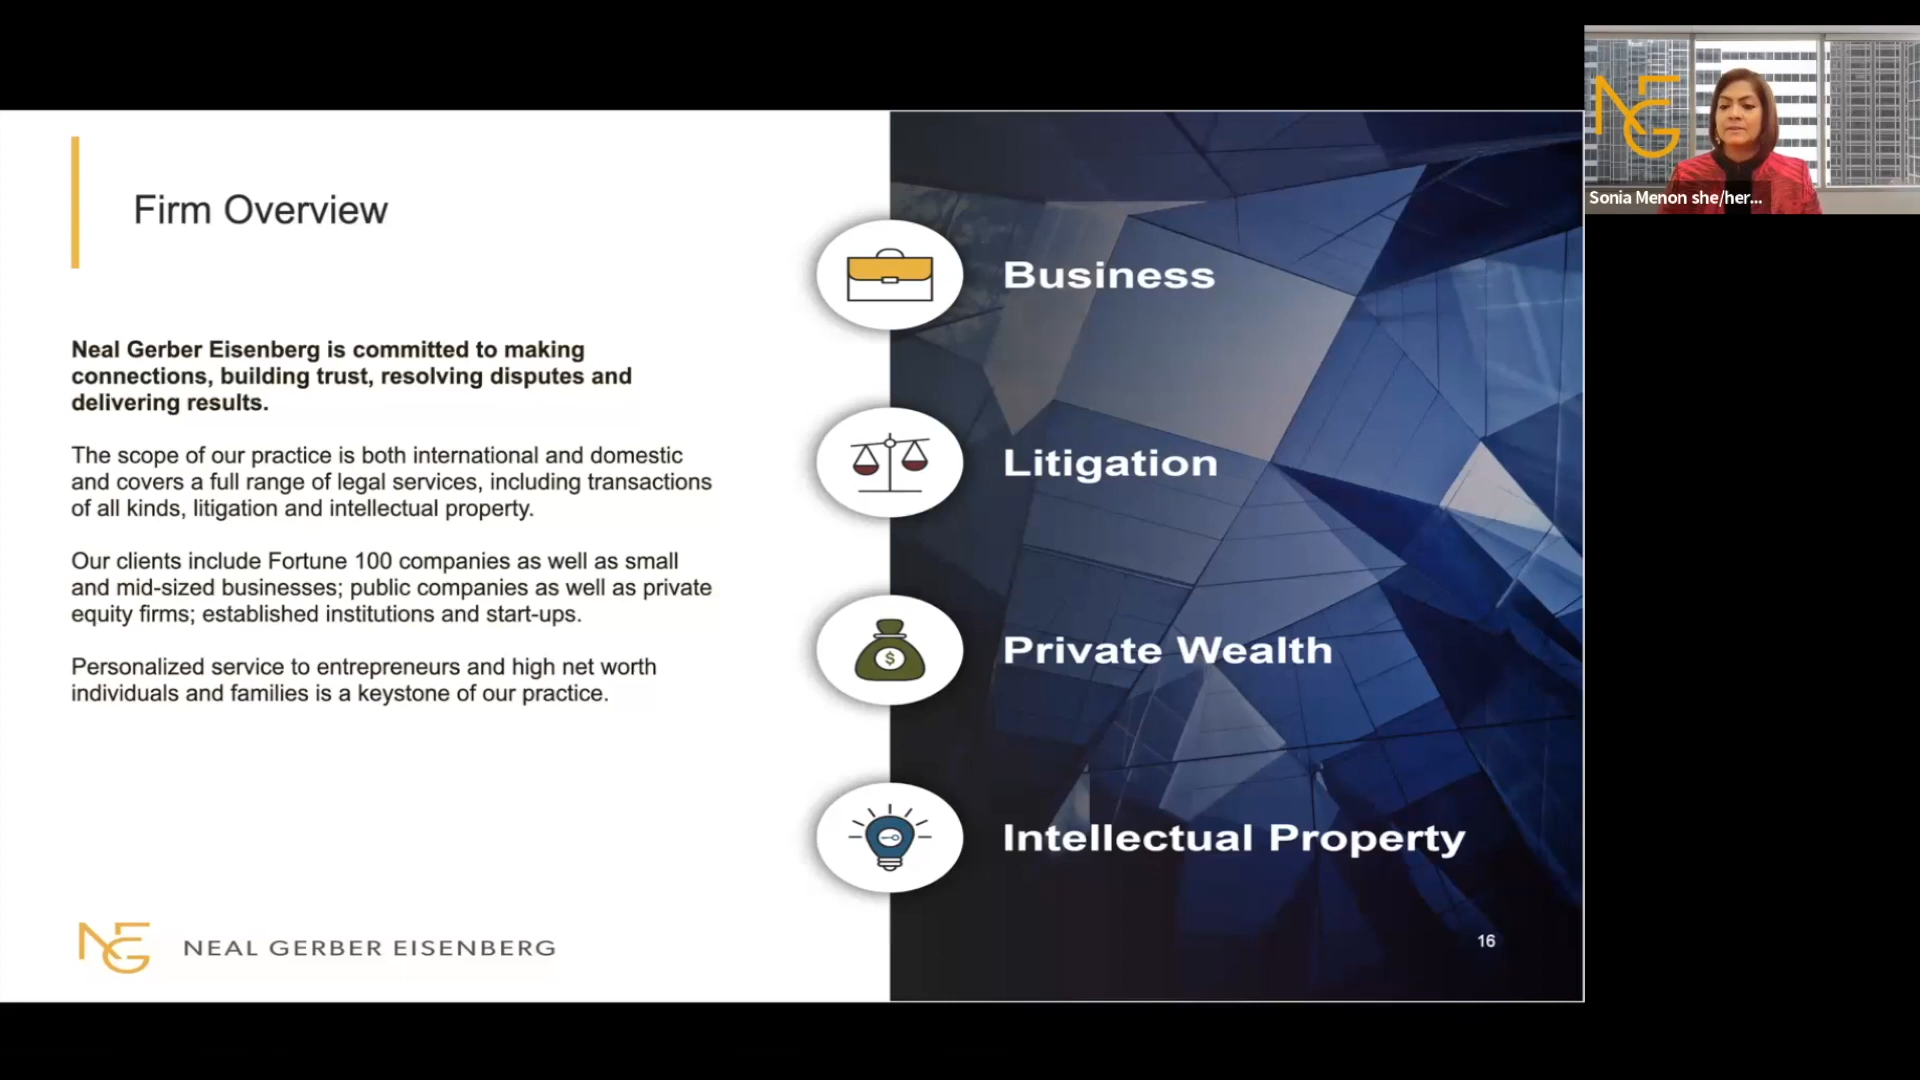 Firm Overview
Neal Gerber Eisenberg is committed to making
connections, building trust, resolving disputes and
delivering results.
The scope of our practice is both international and domestic
and covers a full range of legal services, including transactions
of all kinds, litigation and intellectual property.
Our clients include Fortune 100 companies as well as small
and mid-sized businesses; public companies as well as private
equity firms; established institutions and start-ups.
Personalized service to entrepreneurs and high net worth
individuals and families is a keystone of our practice.
NEG
NEAL GERBER EISENBERG
Business
Litigation
$
Private Wealth
Intellectual Property
16
NEG
Sonia Menon she/her...